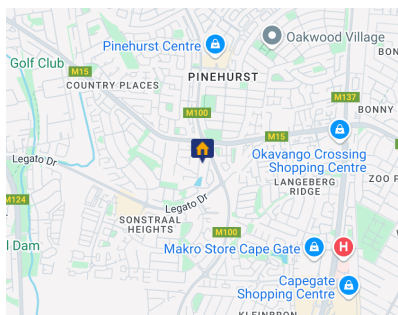 Pinehurst Centre
Oakwood Village
Golf Club
M15
PINEHURST
BON
COUNTRY PLACES
M137
M100
BONNY
M15
Legato Dr
Okavango Crossing
Shopping Centre
LANGEBERG
RIDGE
ZOO P
M124
Legato Dr
SONSTRAAL
HEIGHTS
M100
l Dam
Makro Store Cape Gate
H
Capegate
Shopping Centre
KLEINBRON